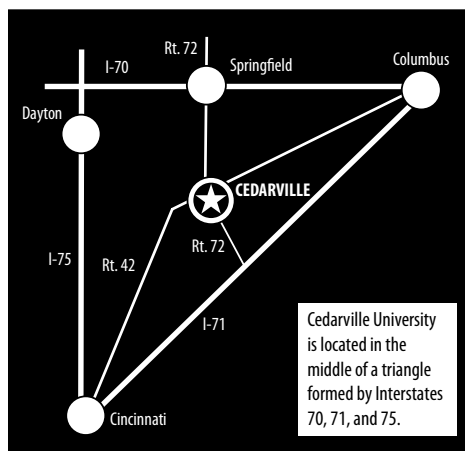 Rt. 72
Columbus
I-70
Springfield
Dayton
CEDARVILLE
Rt. 72
I-75
Rt. 42
I-71
Cedarville University
is located in the
middle of a triangle
formed by Interstates
70, 71, and 75.
Cincinnati